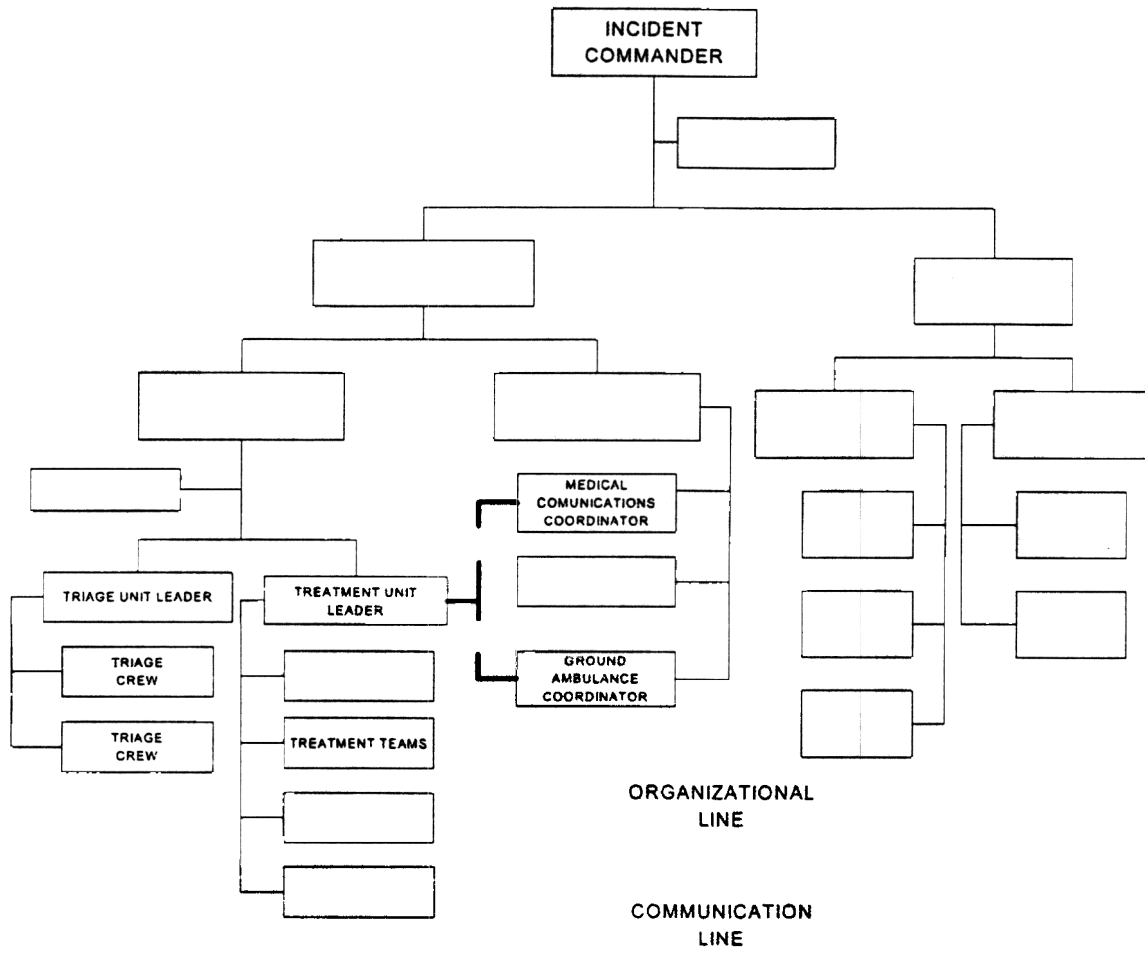 INCIDENT
COMMANDER
MEDICAL
COMUNICATIONS
COORDINATOR
TRIAGE UNIT LEADER
TREATMENT UNIT
LEADER
TRIAGE
CREW
GROUND
AMBULANCE
COORDINATOR
TRIAGE
CREW
TREATMENT TEAMS
ORGANIZATIONAL
LINE
COMMUNICATION
LINE